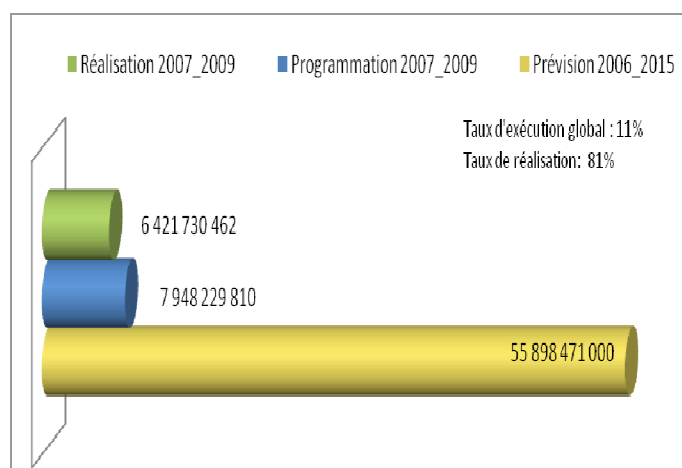 Réalisation 2007_2009 Programmation 2007_2009 Prévision 2006_2015
Taux d'exécution global : 11%
Taux de réalisation: 81%
6 421 730 462
7 948 229 810
55 898 471 000